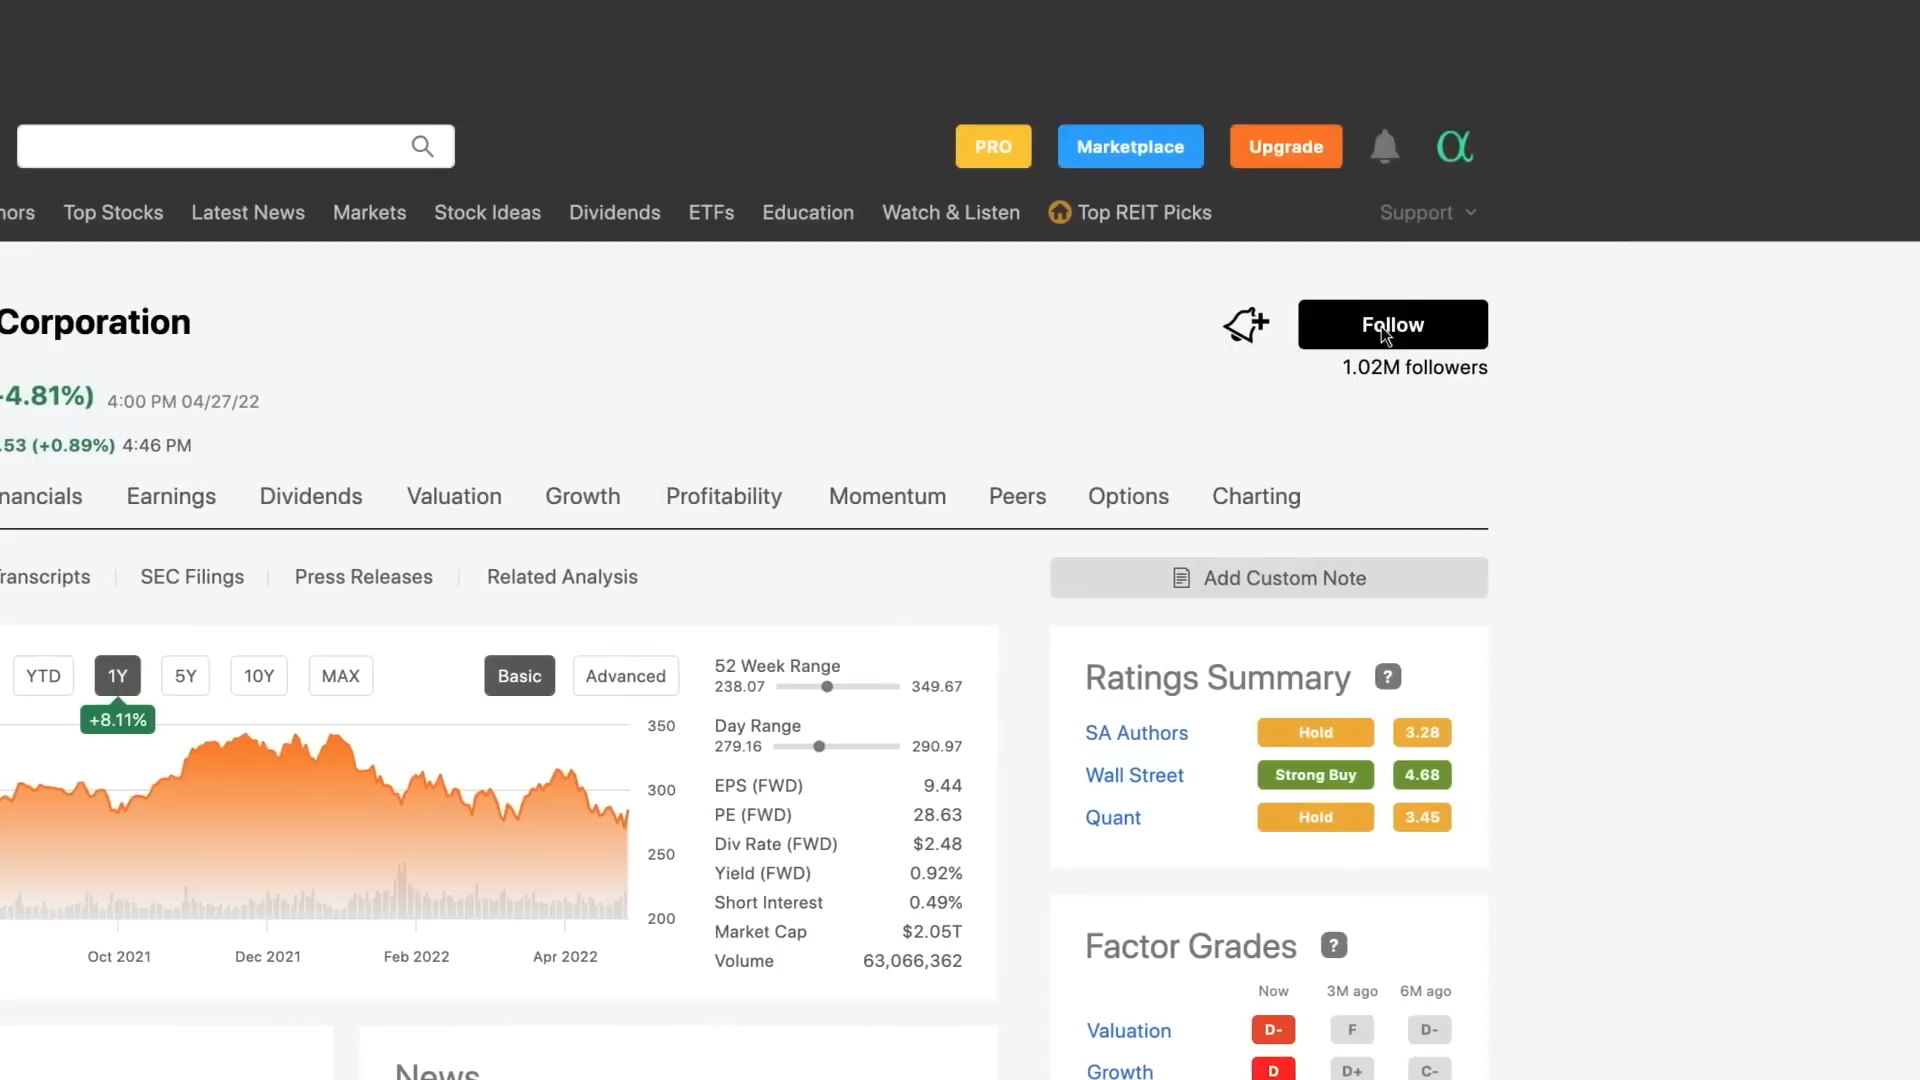 PRO Marketplace Upgrade α
hors Top Stocks Latest News Markets Stock Ideas Dividends ETFs Education Watch & Listen Top REIT Picks Support
Corporation
Follow
1.02M followers
4.81%) 4:00 PM 04/27/22
.53 (+0.89%) 4:46 PM
nancials Earnings Dividends Valuation Growth Profitability Momentum Peers Options Charting
ranscripts SEC Filings Press Releases Related Analysis
Add Custom Note
YTD 1Y 5Y 10Y MAX Basic Advanced
+8.11%
350
300
250
200
Oct 2021 Dec 2021 Feb 2022 Apr 2022
52 Week Range
238.07 349.67
Day Range
279.16 290.97
EPS (FWD) 9.44
PE (FWD) 28.63
Div Rate (FWD) $2.48
Yield (FWD) 0.92%
Short Interest 0.49%
Market Cap $2.05T
Volume 63,066,362
Ratings Summary ?
SA Authors Hold 3.28
Wall Street Strong Buy 4.68
Quant Hold 3.45
Factor Grades ?
Now 3M ago 6M ago
Valuation D- F D-
Growth D D+ C-
News